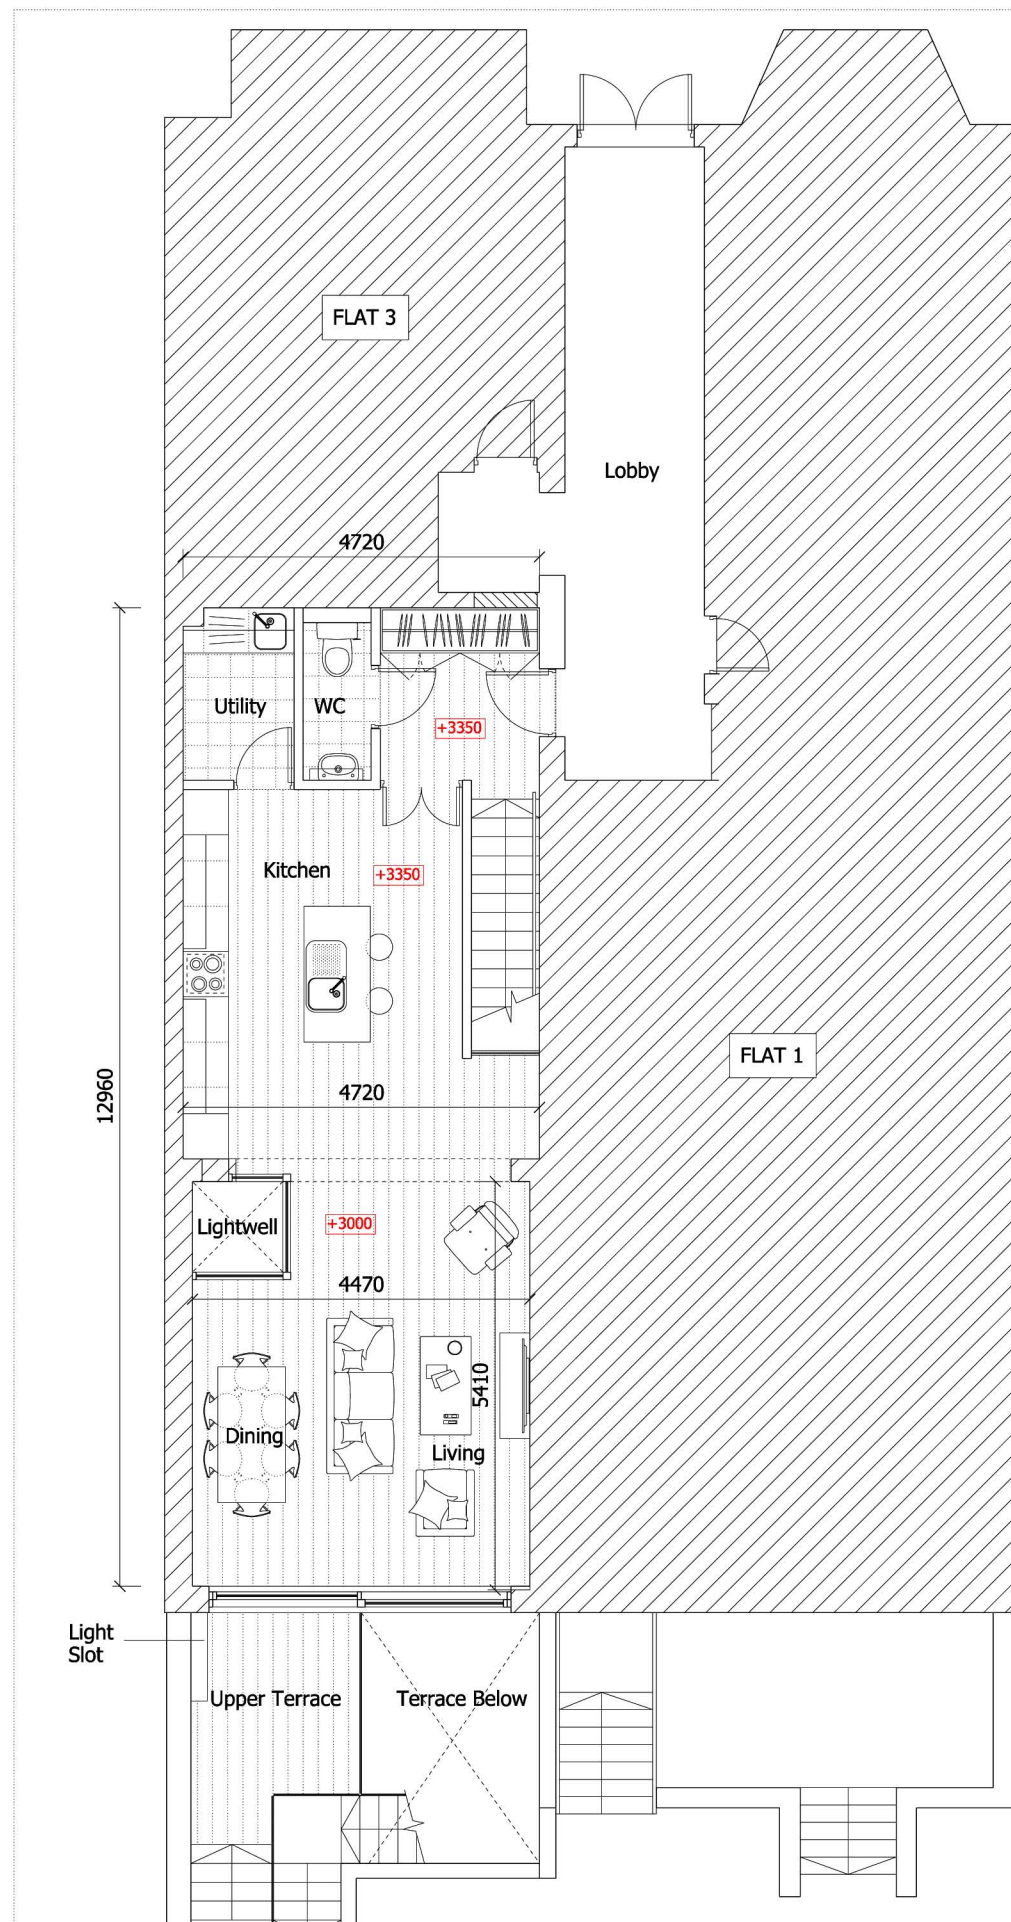 FLAT 3
Lobby
4720
Utility
WC
+3350
Kitchen
+3350
FLAT 1
12960
4720
Lightwell
+3000
4470
5410
Dining
Living
Light
Slot
Upper Terrace
Terrace Below